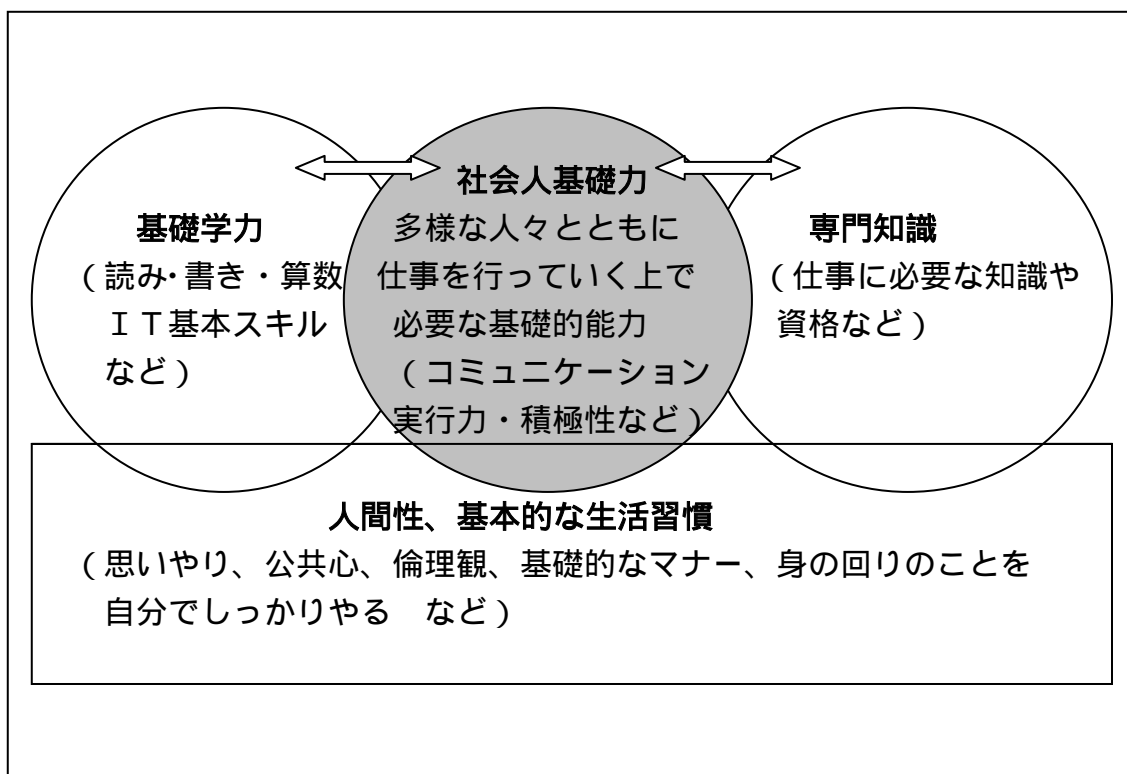 基礎学力
（読み・書き・算数
ＩＴ基本スキル
など）
社会人基礎力
多様な人々とともに
仕事を行っていく上で
必要な基礎的能力
（コミュニケーション
実行力・積極性など）
専門知識
（仕事に必要な知識や
資格など）
人間性、基本的な生活習慣
（思いやり、公共心、倫理観、基礎的なマナー、身の回りのことを
自分でしっかりやる　など）